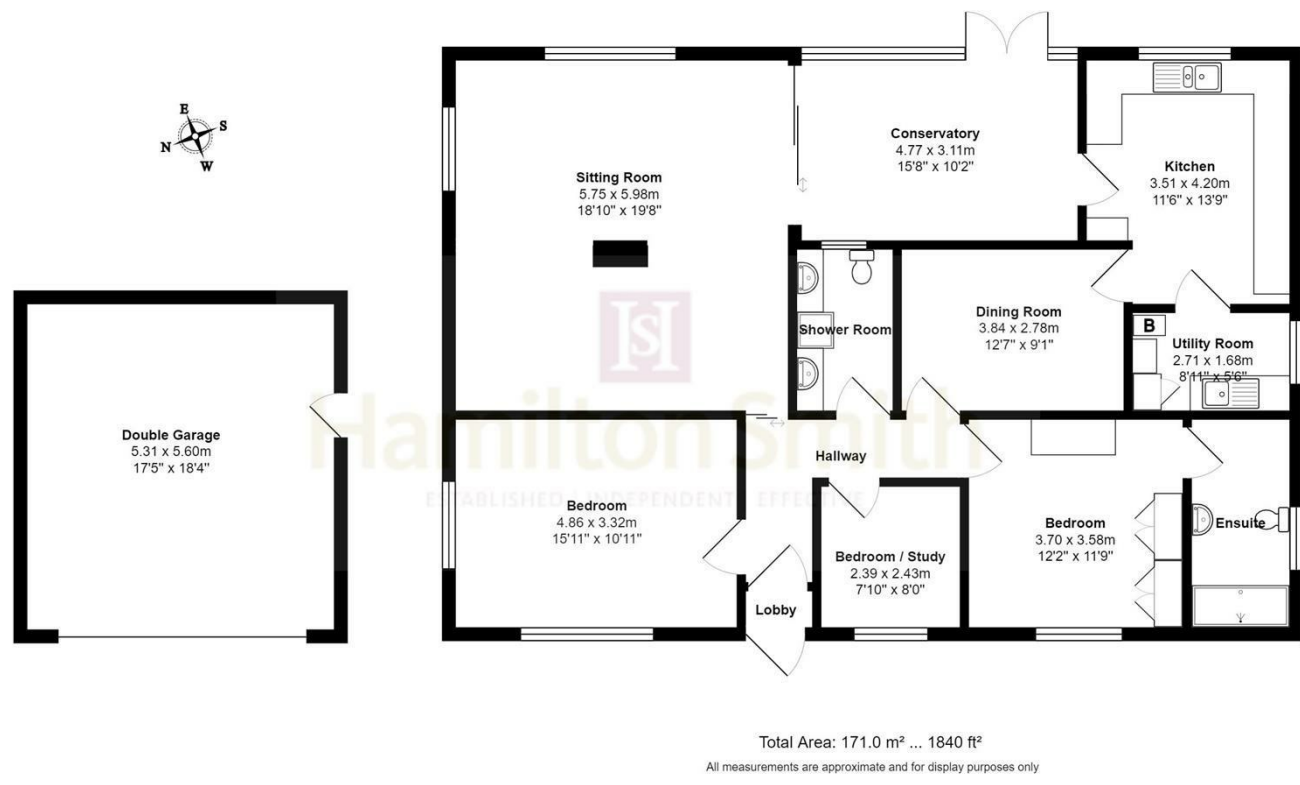 E
S
N
W
Sitting Room
5.75 x 5.98m
18'10" x 19'8"
Conservatory
4.77 x 3.11m
15'8" x 10'2"
Kitchen
3.51 x 4.20m
11'6" x 13'9"
Shower Room
Dining Room
3.84 x 2.78m
12'7" x 9'1"
B
Utility Room
2.71 x 1.68m
8'11" x 5'6"
Double Garage
5.31 x 5.60m
17'5" x 18'4"
HS
Hamilton Smith
ESTABLISHED | INDEPENDENT | EFFECTIVE
Hallway
Bedroom
4.86 x 3.32m
15'11" x 10'11"
Bedroom / Study
2.39 x 2.43m
7'10" x 8'0"
Bedroom
3.70 x 3.58m
12'2" x 11'9"
Ensuite
Lobby
Total Area: 171.0 m² ... 1840 ft²
All measurements are approximate and for display purposes only